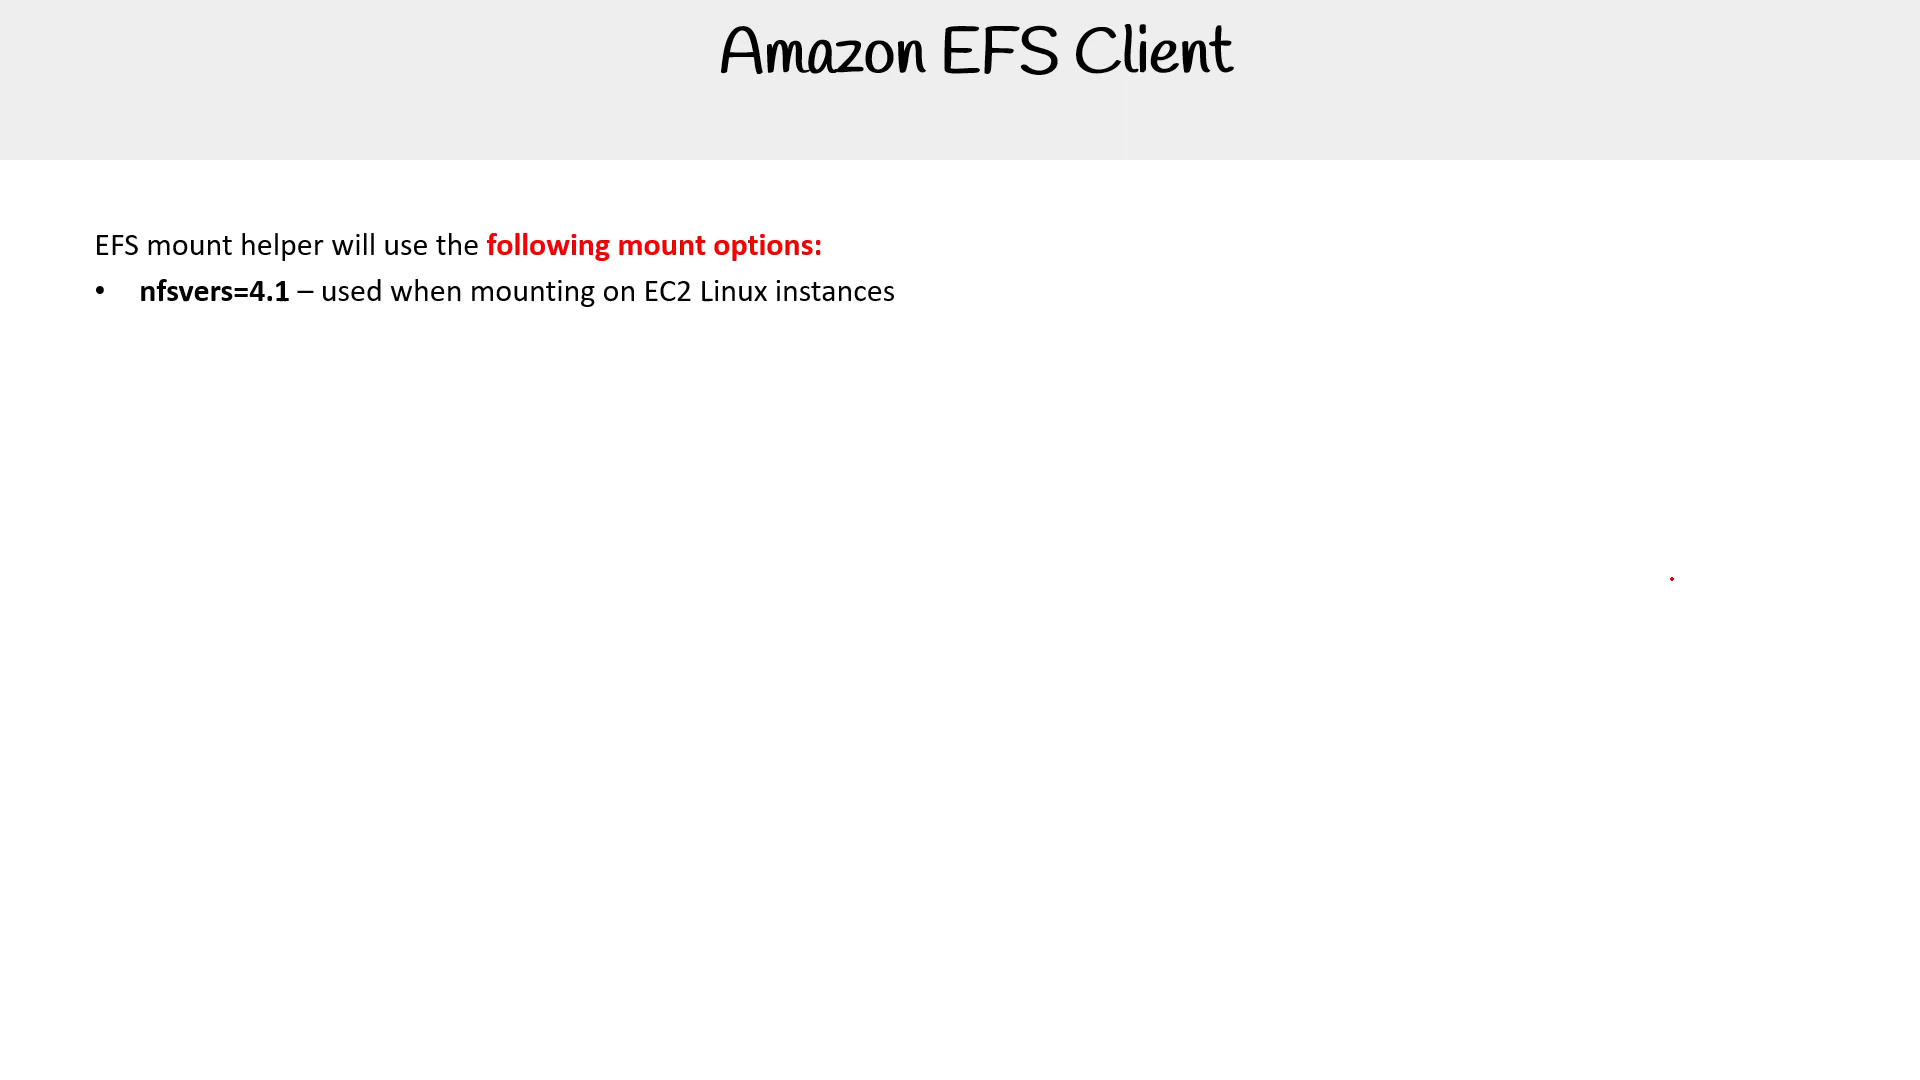 Amazon EFS Client
EFS mount helper will use the following mount options:
• nfsvers=4.1 – used when mounting on EC2 Linux instances